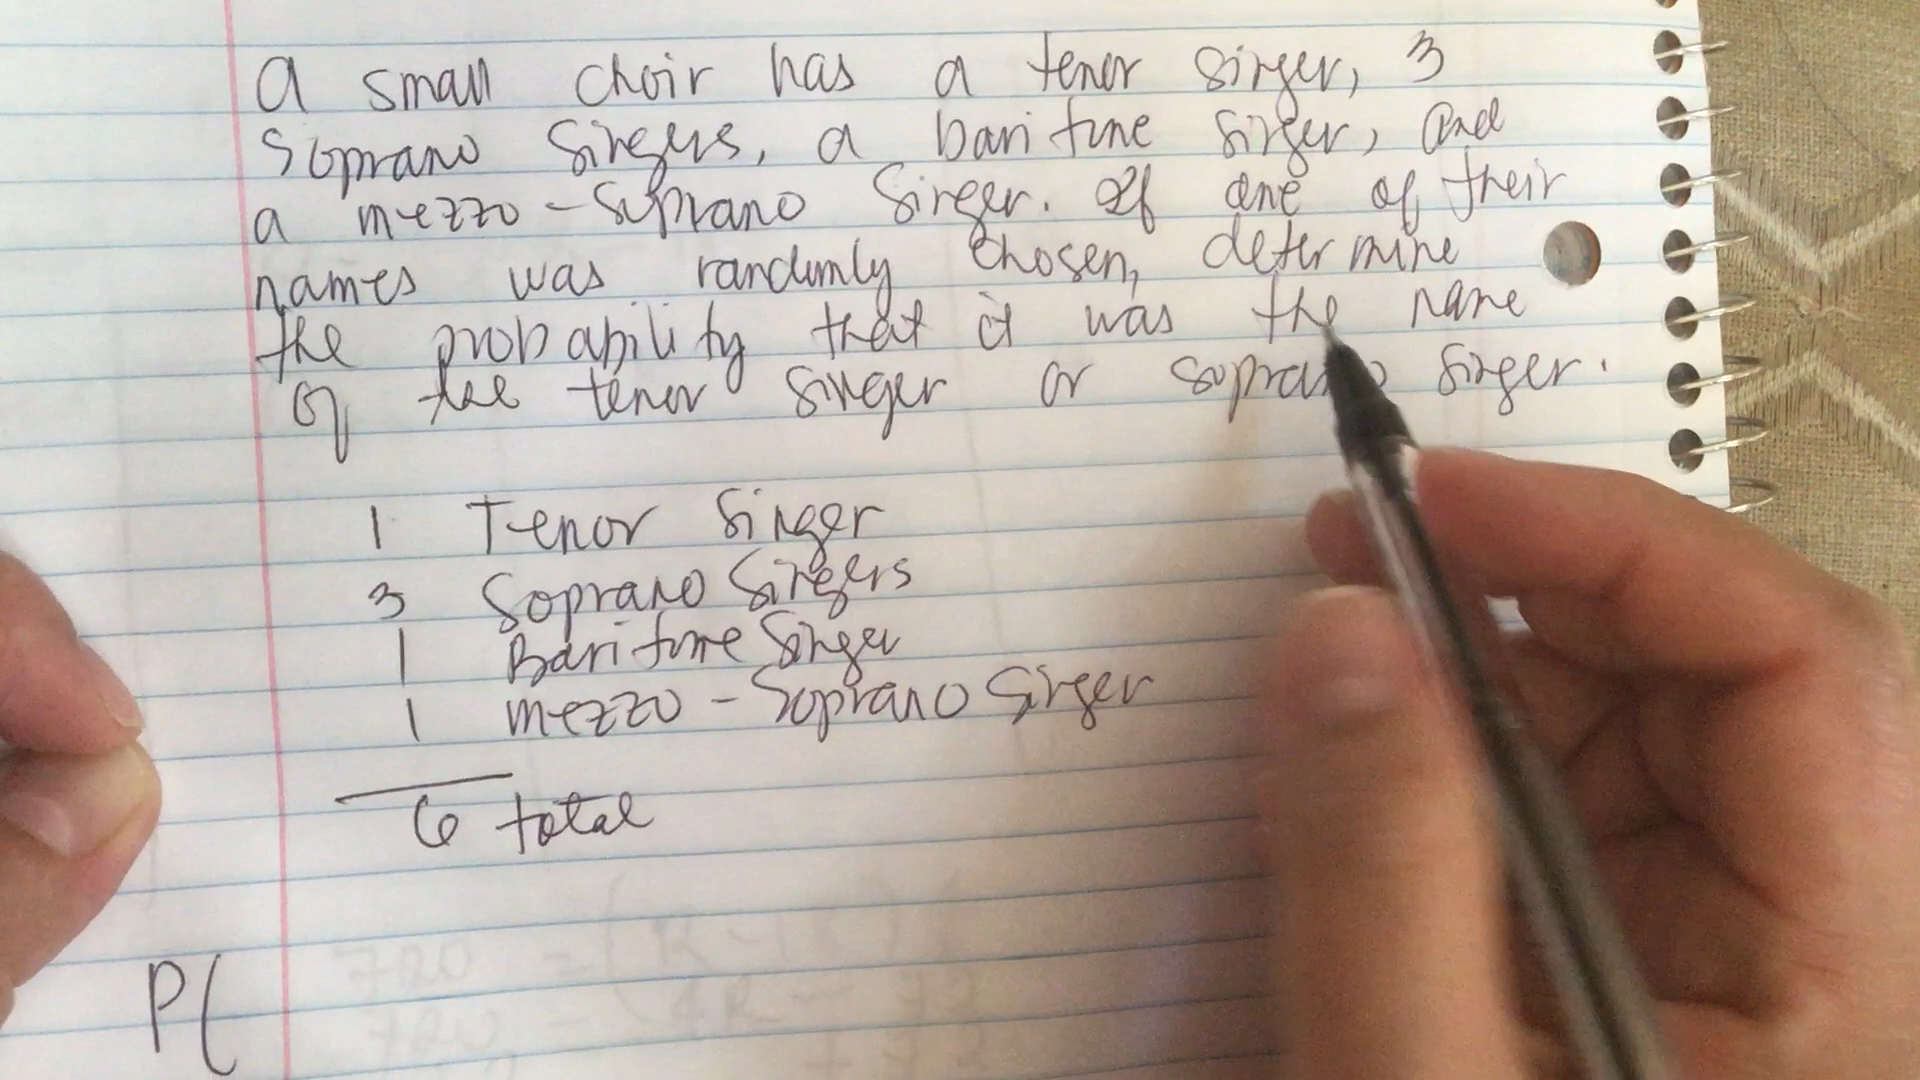 a small choir has a tenor singer, 3
soprano singers, a baritone singer, and
a mezzo-soprano singer. If one of their
names was randomly chosen, determine
the probability that it was the name
of the tenor singer or soprano singer.
1 Tenor Singer
3 Soprano Singers
1 Baritone Singer
1 mezzo-Soprano Singer
6 total
P(